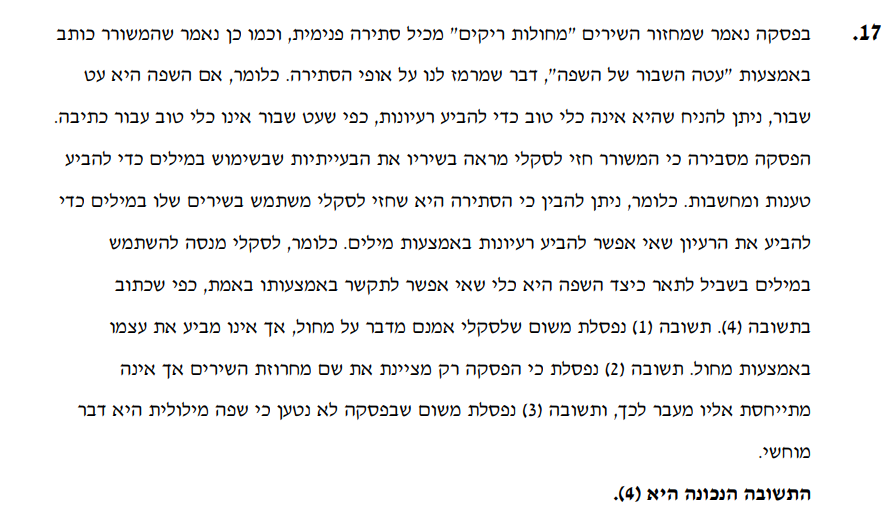 17. בפסקה נאמר שמחזור השירים "מחולות ריקים" מכיל סתירה פנימית, וכמו כן נאמר שהמשורר כותב
באמצעות "עטה השבור של השפה", דבר שמרמז לנו על אופי הסתירה. כלומר, אם השפה היא עט
שבור, ניתן להניח שהיא אינה כלי טוב כדי להביע רעיונות, כפי שעט שבור אינו כלי טוב עבור כתיבה.
הפסקה מסבירה כי המשורר חזי לסקלי מראה בשיריו את הבעייתיות שבשימוש במילים כדי להביע
טענות ומחשבות. כלומר, ניתן להבין כי הסתירה היא שחזי לסקלי משתמש בשירים שלו במילים כדי
להביע את הרעיון שאי אפשר להביע רעיונות באמצעות מילים. כלומר, לסקלי מנסה להשתמש
במילים בשביל לתאר כיצד השפה היא כלי שאי אפשר לתקשר באמצעותו באמת, כפי שכתוב
בתשובה (4). תשובה (1) נפסלת משום שלסקלי אמנם מדבר על מחול, אך אינו מביע את עצמו
באמצעות מחול. תשובה (2) נפסלת כי הפסקה רק מציינת את שם מחרוזת השירים אך אינה
מתייחסת אליו מעבר לכך, ותשובה (3) נפסלת משום שבפסקה לא נטען כי שפה מילולית היא דבר
מוחשי.
התשובה הנכונה היא (4).